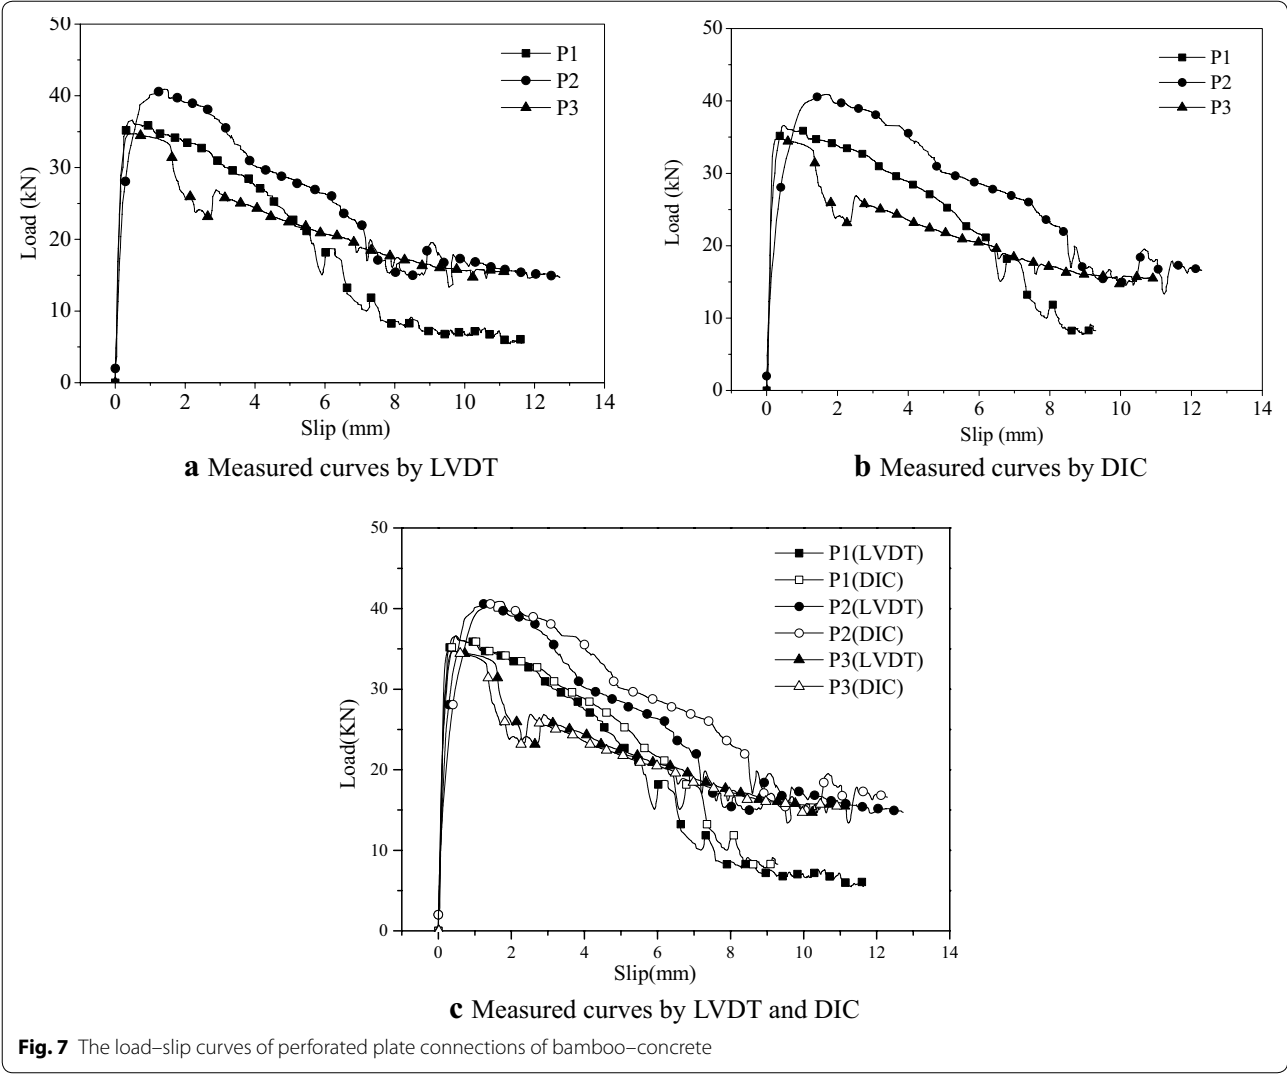 50
40
30
20
10
0
Load (kN)
P1
P2
P3
0 2 4 6 8 10 12 14
Slip (mm)
a Measured curves by LVDT
50
40
30
20
10
0
Load (kN)
P1
P2
P3
0 2 4 6 8 10 12 14
Slip (mm)
b Measured curves by DIC
50
40
30
20
10
0
Load(KN)
P1(LVDT)
P1(DIC)
P2(LVDT)
P2(DIC)
P3(LVDT)
P3(DIC)
0 2 4 6 8 10 12 14
Slip(mm)
c Measured curves by LVDT and DIC
Fig. 7 The load–slip curves of perforated plate connections of bamboo–concrete